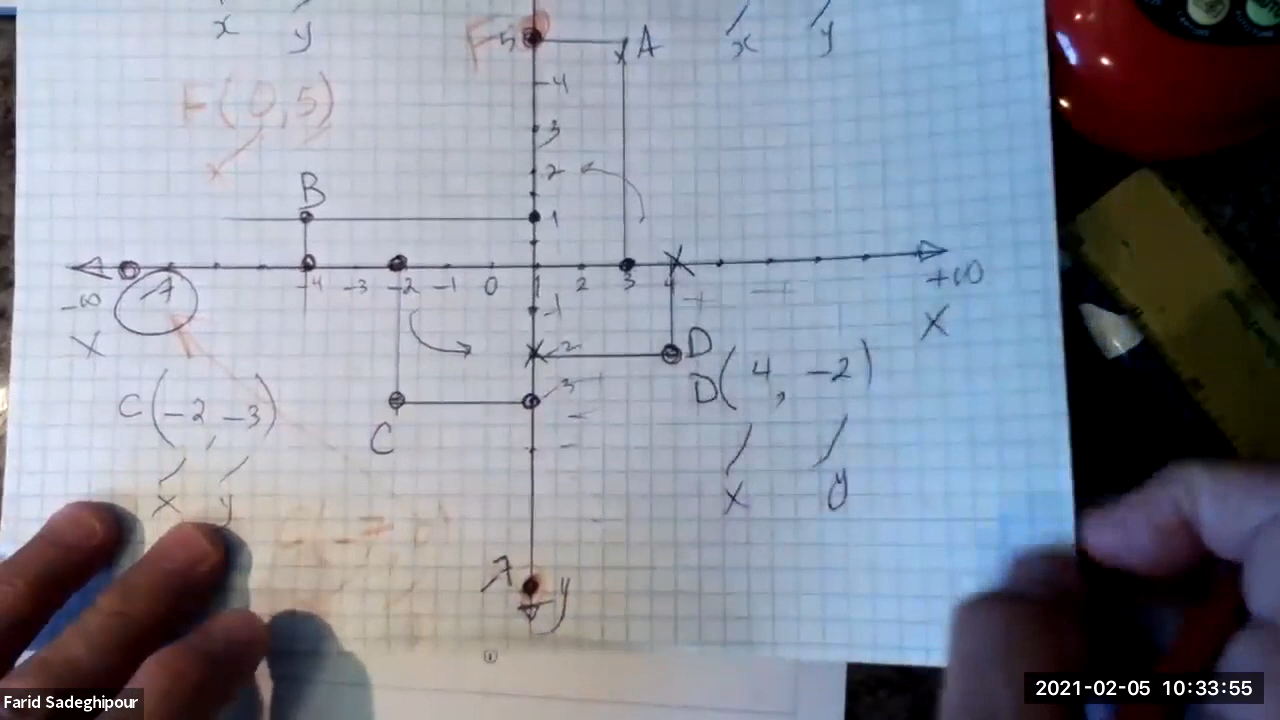 x y
x y
F 5 A
4
F(0,5)
3
x
2
B
1
-4 -3 -2 -1 0 1 2 3 4
-∞ +∞
-7
X X
-1
-2 D
D(4, -2)
-3
C(-2, -3)
C
x y
x y
-7 y
Farid Sadeghipour
2021-02-05 10:33:55